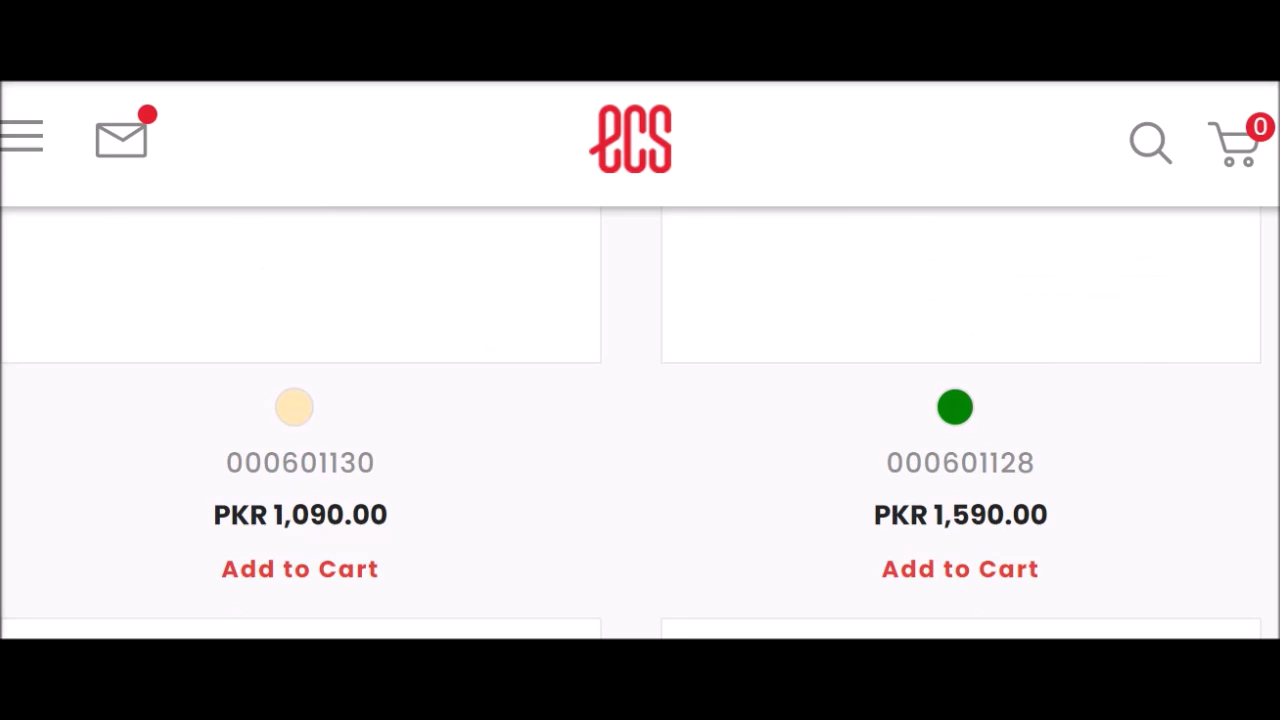 ecs
0
000601130
PKR 1,090.00
Add to Cart
000601128
PKR 1,590.00
Add to Cart